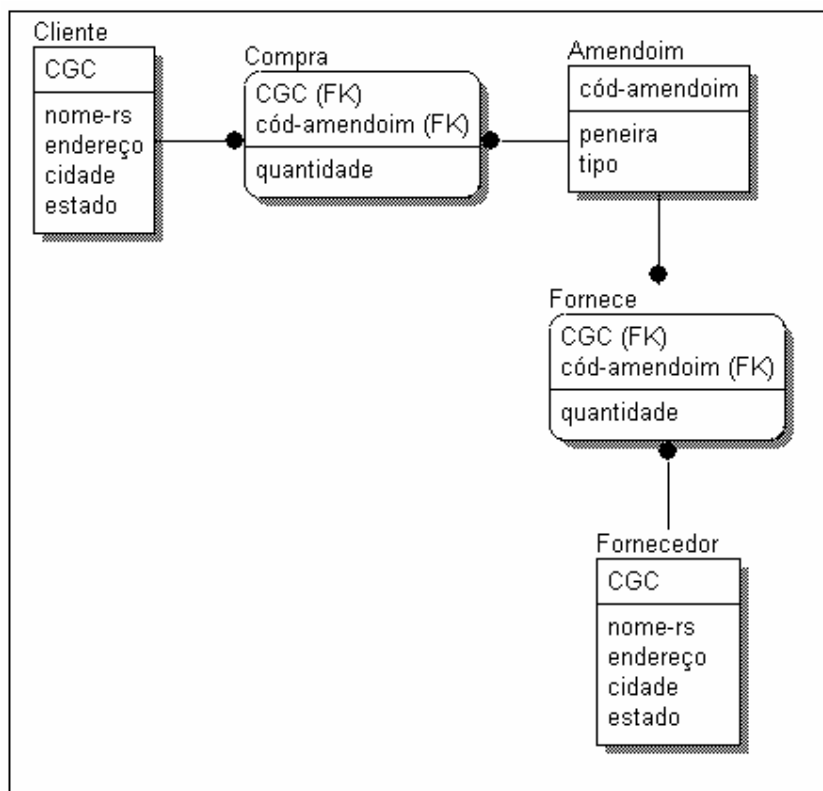 Cliente
CGC
nome-rs
endereço
cidade
estado
Compra
CGC (FK)
cód-amendoim (FK)
quantidade
Amendoim
cód-amendoim
peneira
tipo
Fornece
CGC (FK)
cód-amendoim (FK)
quantidade
Fornecedor
CGC
nome-rs
endereço
cidade
estado